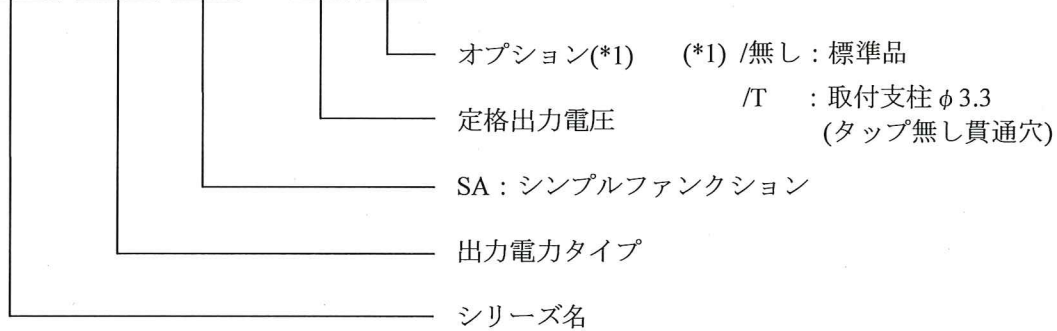 オプション(*1) (*1) /無し：標準品
/T ：取付支柱φ3.3
(タップ無し貫通穴)
定格出力電圧
SA：シンプルファンクション
出力電力タイプ
シリーズ名